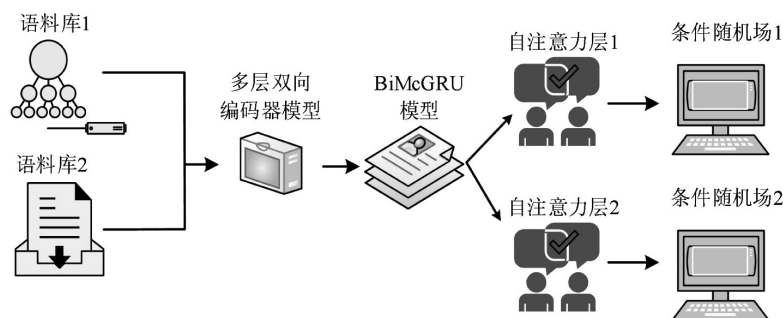 语料库1
语料库2
多层双向
编码器模型
BiMcGRU
模型
自注意力层1
条件随机场1
自注意力层2
条件随机场2